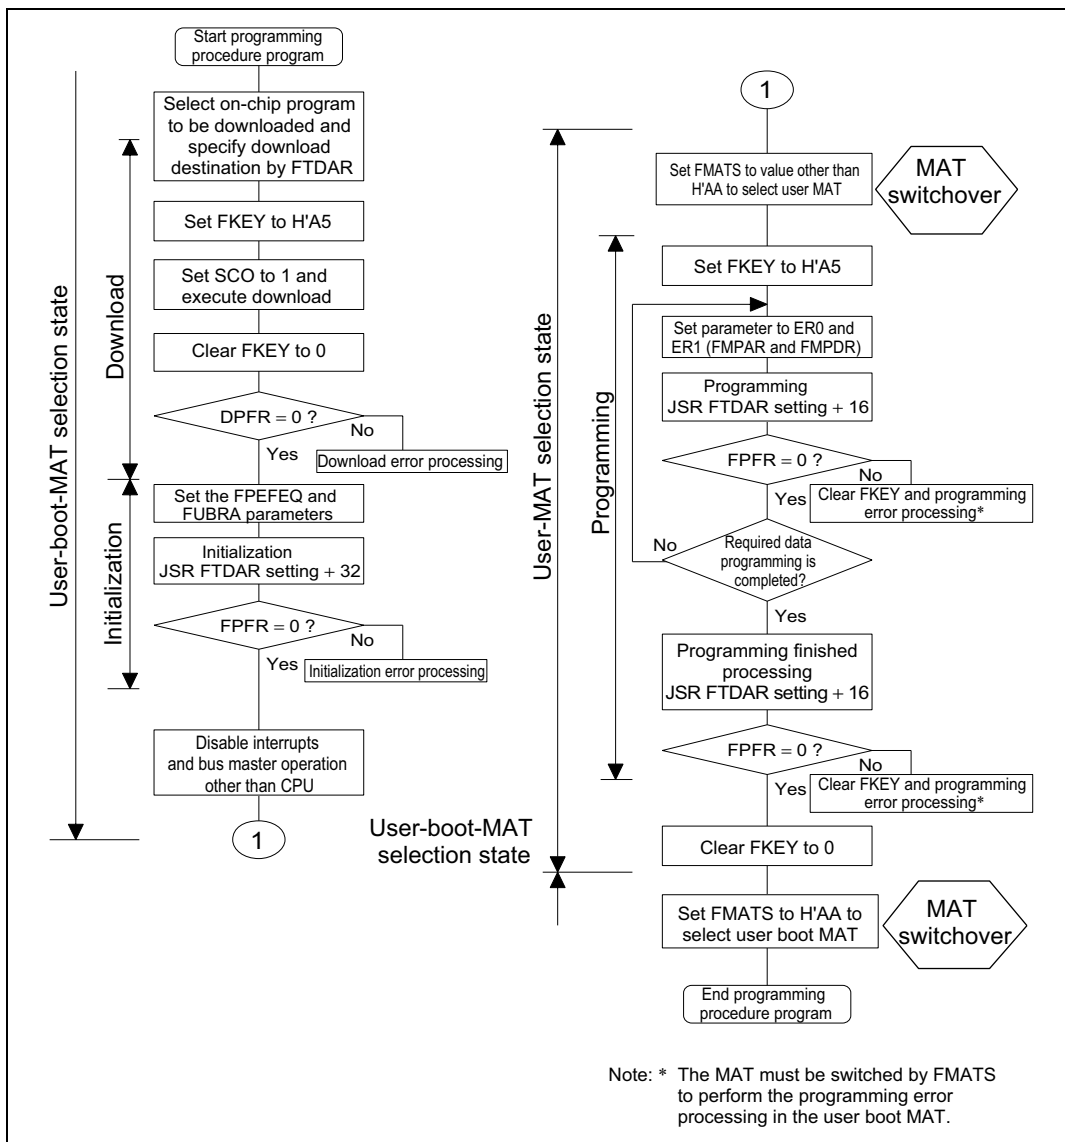 Start programming
procedure program
Select on-chip program
to be downloaded and
specify download
destination by FTDAR
Set FKEY to H'A5
Set SCO to 1 and
execute download
Clear FKEY to 0
DPFR = 0 ?
No
Yes
Download error processing
Set the FPEFEQ and
FUBRA parameters
Initialization
JSR FTDAR setting + 32
FPFR = 0 ?
No
Yes
Initialization error processing
Disable interrupts
and bus master operation
other than CPU
1
User-boot-MAT selection state
Download
Initialization
1
Set FMATS to value other than
H'AA to select user MAT
MAT
switchover
Set FKEY to H'A5
Set parameter to ER0 and
ER1 (FMPAR and FMPDR)
Programming
JSR FTDAR setting + 16
FPFR = 0 ?
No
Yes
Clear FKEY and programming
error processing*
No
Required data
programming is
completed?
Yes
Programming finished
processing
JSR FTDAR setting + 16
FPFR = 0 ?
No
Yes
Clear FKEY and programming
error processing*
Clear FKEY to 0
User-MAT selection state
Programming
User-boot-MAT
selection state
Set FMATS to H'AA to
select user boot MAT
MAT
switchover
End programming
procedure program
Note: * The MAT must be switched by FMATS
to perform the programming error
processing in the user boot MAT.